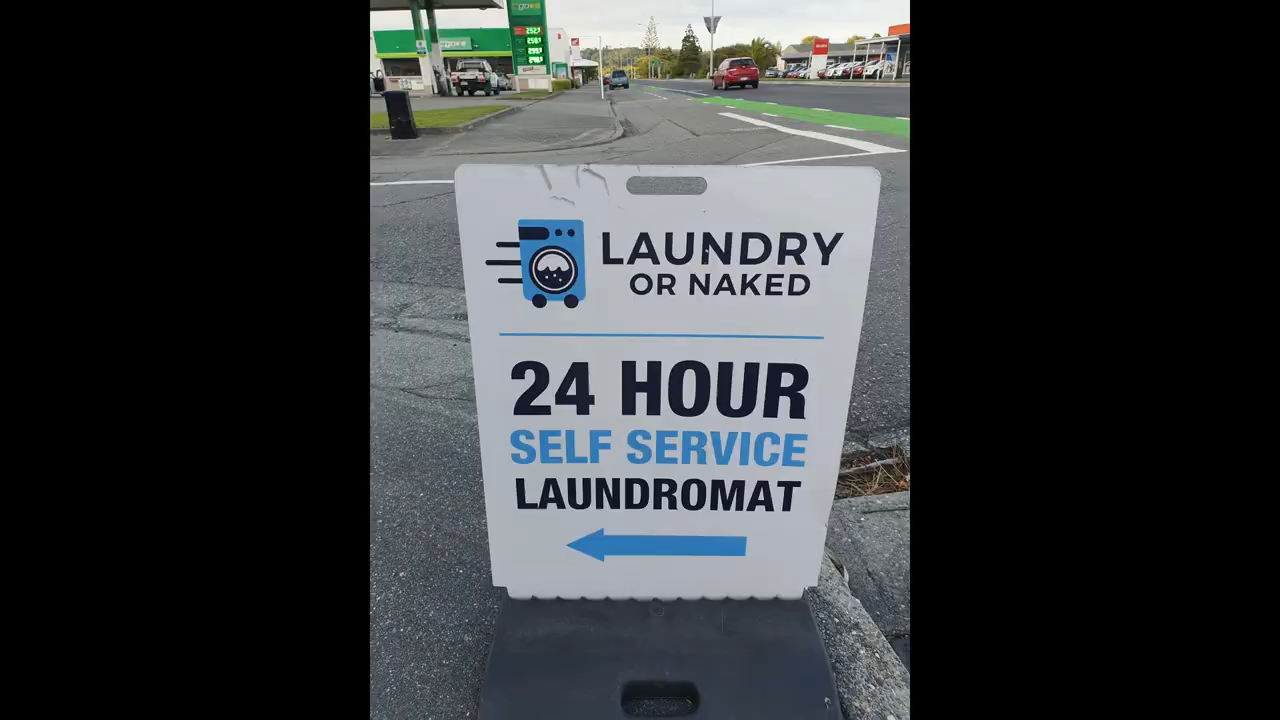 LAUNDRY
OR NAKED
24 HOUR
SELF SERVICE
LAUNDROMAT